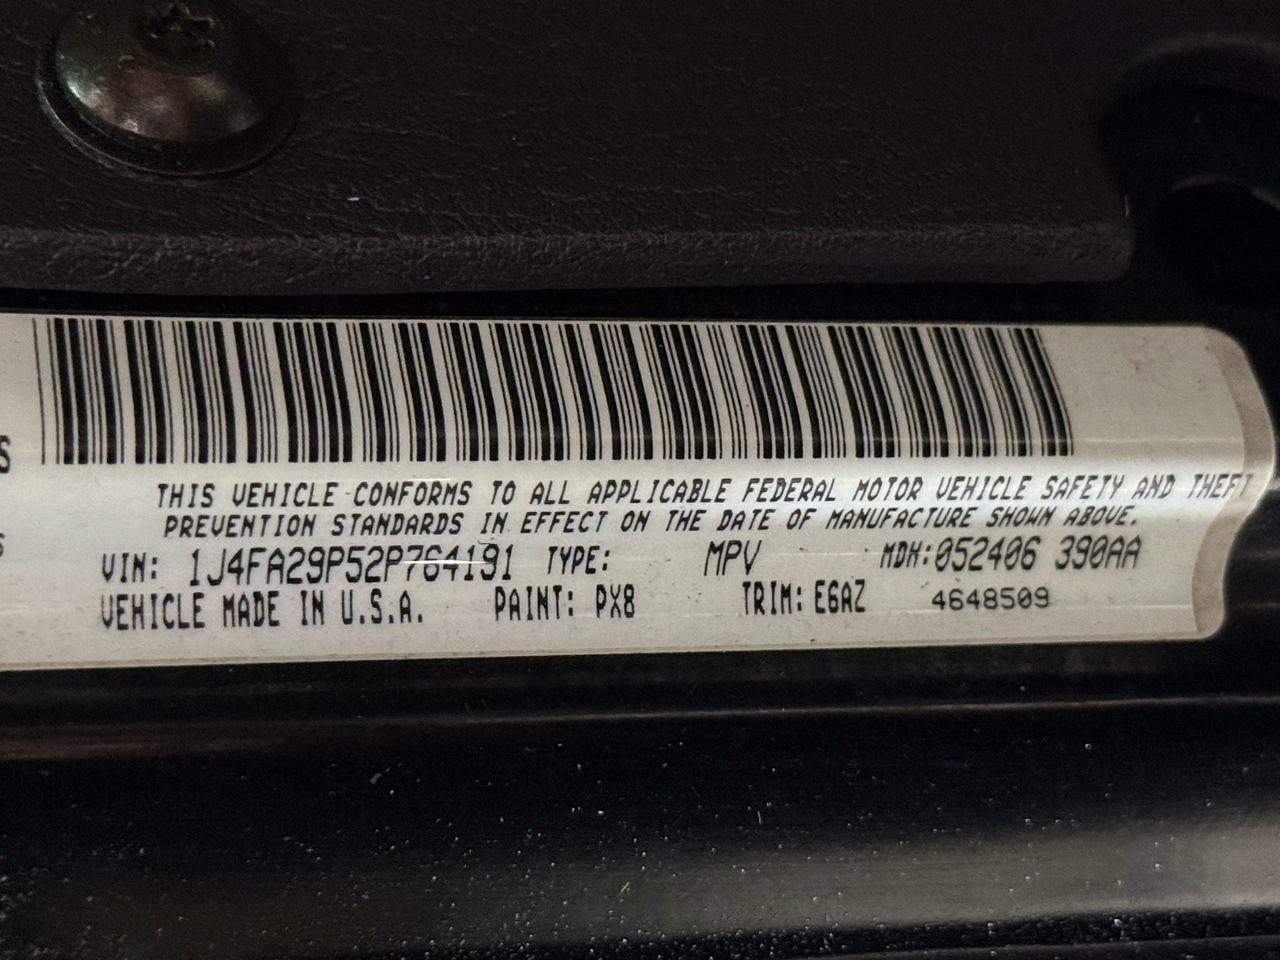 S
S
THIS VEHICLE CONFORMS TO ALL APPLICABLE FEDERAL MOTOR VEHICLE SAFETY AND THEFT
PREVENTION STANDARDS IN EFFECT ON THE DATE OF MANUFACTURE SHOWN ABOVE.
VIN: 1J4FA29P52P764191 TYPE: MPV MDH:052406 390AA
VEHICLE MADE IN U.S.A. PAINT: PX8 TRIM: E6AZ 4648509